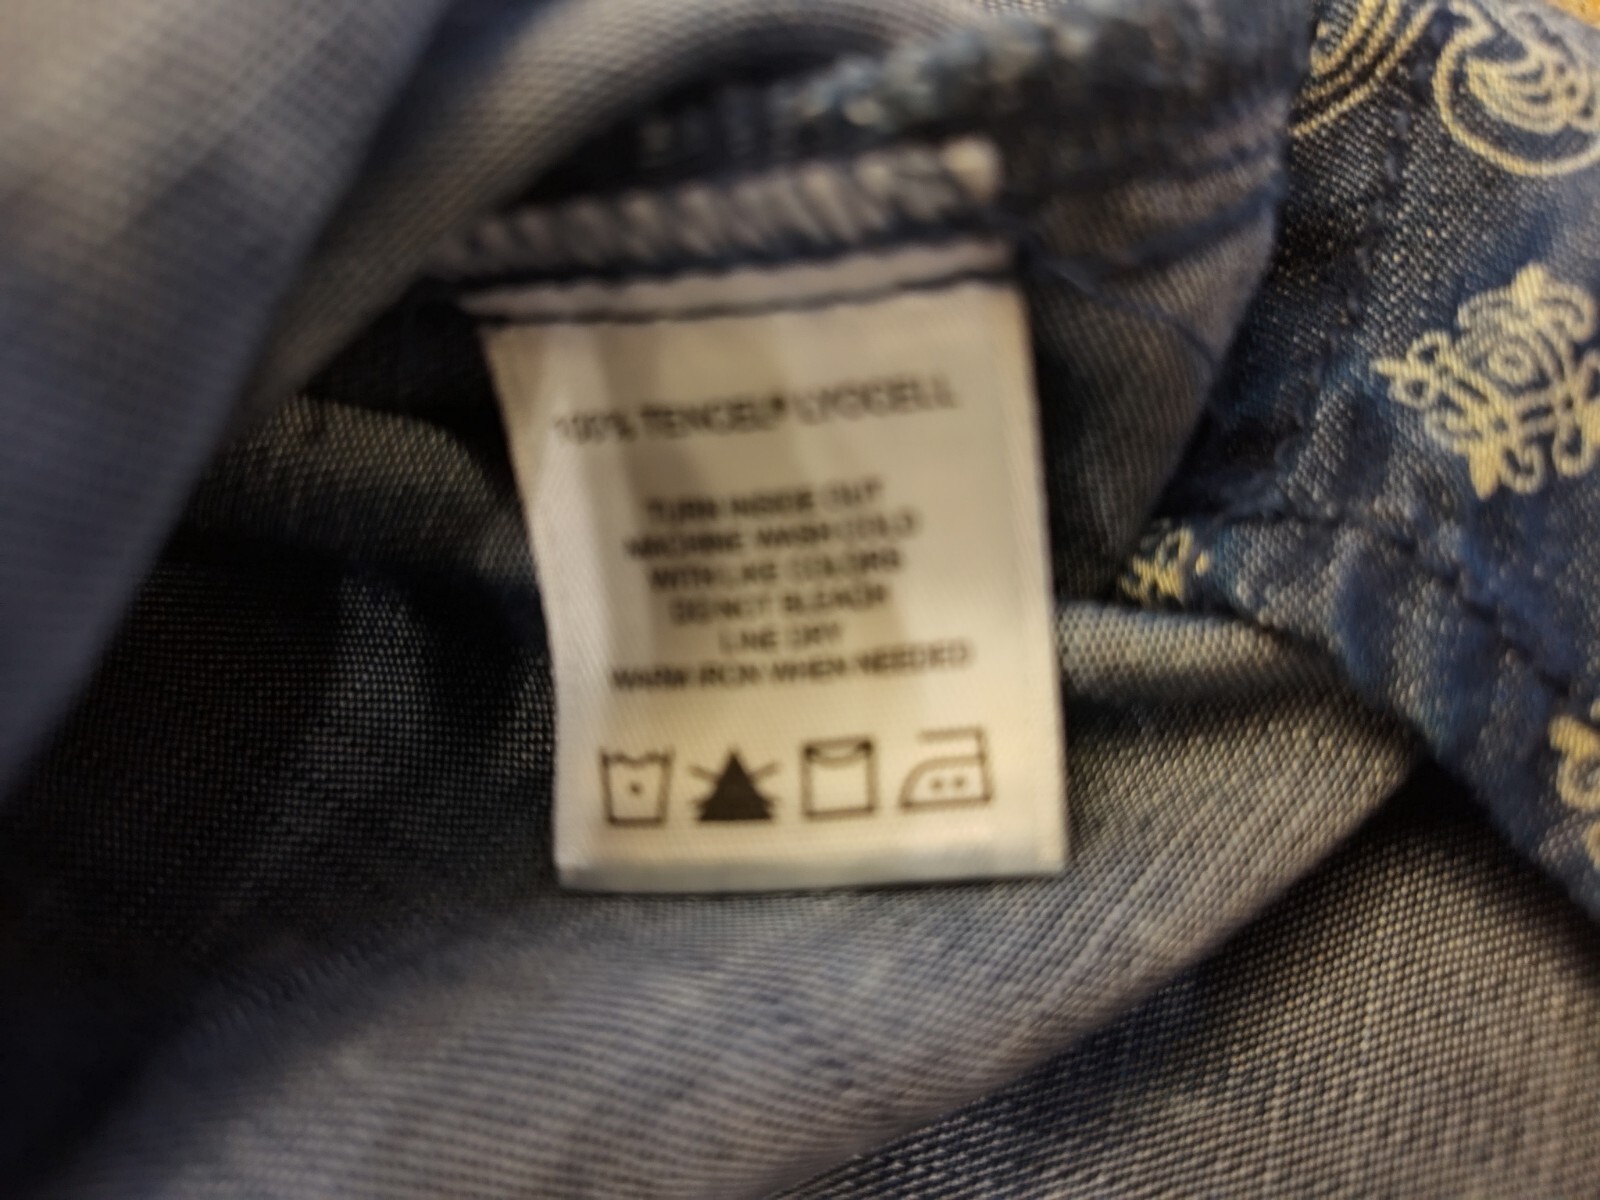 100% TENCEL® LYOCELL
TURN INSIDE OUT
MACHINE WASH COLD
WITH LIKE COLORS
DO NOT BLEACH
LINE DRY
WARM IRON WHEN NEEDED